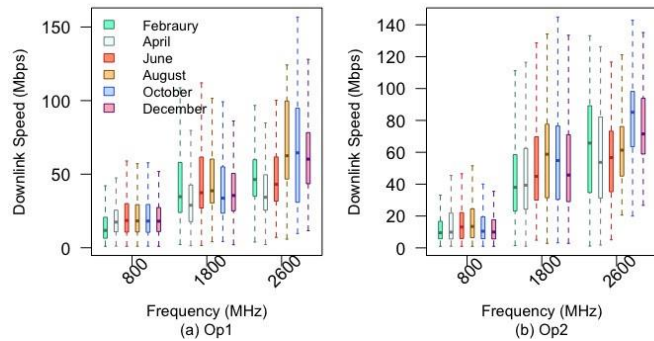 Downlink Speed (Mbps)
0
50
100
150
Febraury
April
June
August
October
December
800
1800
2600
Frequency (MHz)
(a) Op1
Downlink Speed (Mbps)
0
20
40
60
80
100
120
140
800
1800
2600
Frequency (MHz)
(b) Op2